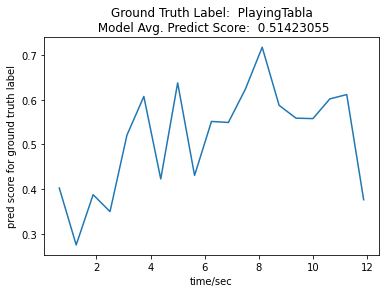 Ground Truth Label:  PlayingTabla
Model Avg. Predict Score:  0.51423055
pred score for ground truth label
0.7
0.6
0.5
0.4
0.3
2 4 6 8 10 12
time/sec